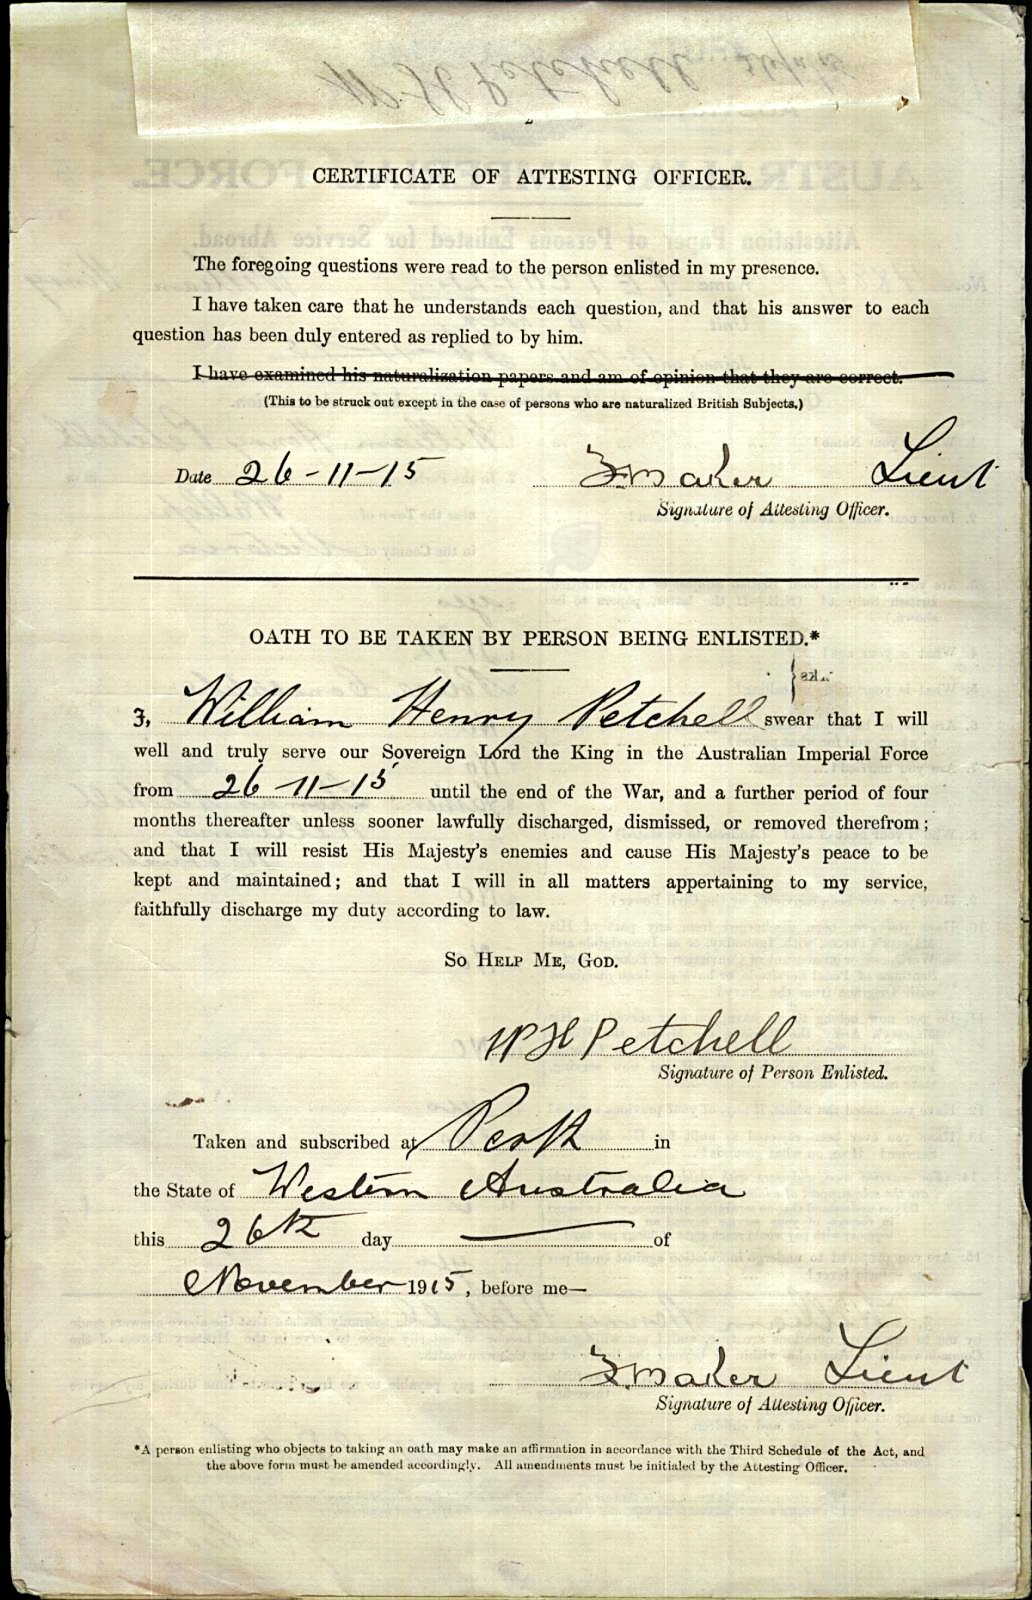 CERTIFICATE OF ATTESTING OFFICER.
The foregoing questions were read to the person enlisted in my presence.
I have taken care that he understands each question, and that his answer to each
question has been duly entered as replied to by him.
I have examined his naturalization papers and am of opinion that they are correct.
(This to be struck out except in the case of persons who are naturalized British Subjects.)
Date 26-11-15 Lieut
Signature of Attesting Officer.
OATH TO BE TAKEN BY PERSON BEING ENLISTED.*
I, William Henry Petchell swear that I will
well and truly serve our Sovereign Lord the King in the Australian Imperial Force
from 26-11-15 until the end of the War, and a further period of four
months thereafter unless sooner lawfully discharged, dismissed, or removed therefrom;
and that I will resist His Majesty's enemies and cause His Majesty's peace to be
kept and maintained; and that I will in all matters appertaining to my service,
faithfully discharge my duty according to law.
SO HELP ME, GOD.
W H Petchell
Signature of Person Enlisted.
Taken and subscribed at Perth in
the State of Western Australia
this 26th day of
November 1915, before me—
Lieut
Signature of Attesting Officer.
*A person enlisting who objects to taking an oath may make an affirmation in accordance with the Third Schedule of the Act, and
the above form must be amended accordingly. All amendments must be initialed by the Attesting Officer.